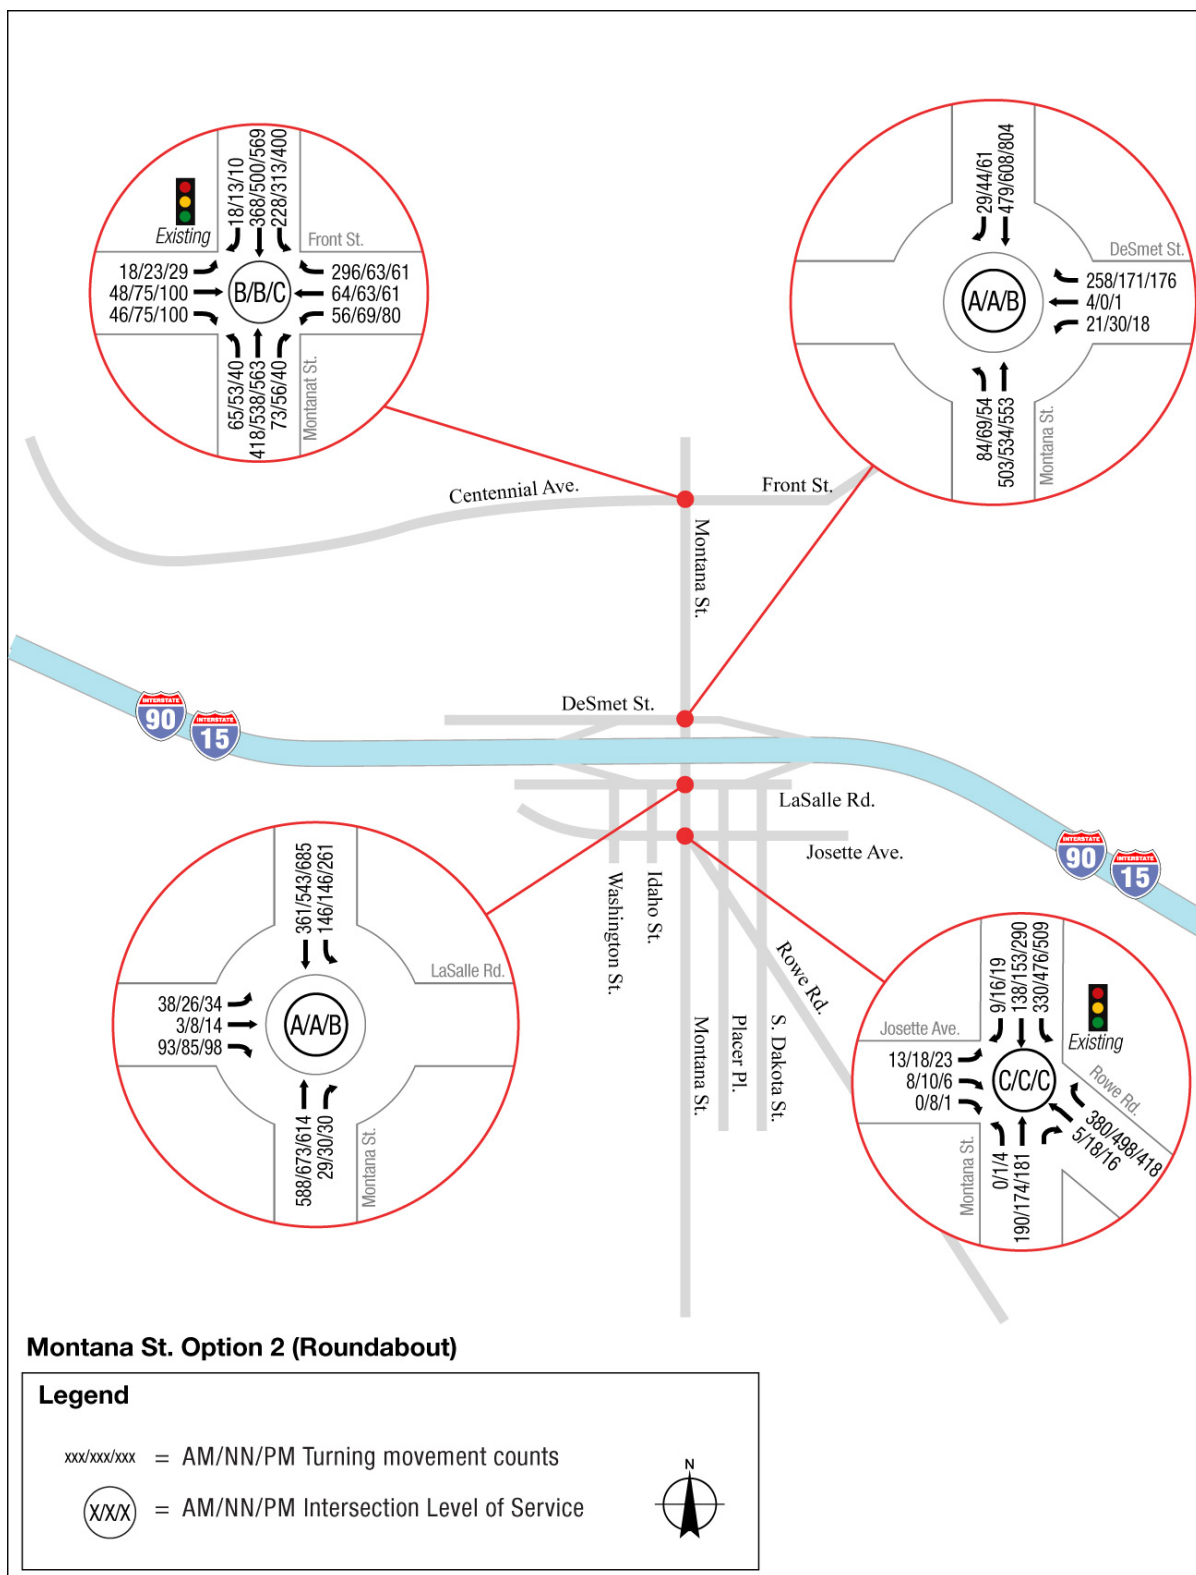 18/13/10
368/500/569
228/313/400
Existing
Front St.
18/23/29
48/75/100
46/75/100
B/B/C
296/63/61
64/63/61
56/69/80
65/53/40
418/538/563
73/56/40
Montanat St.
29/44/61
479/608/804
DeSmet St.
A/A/B
258/171/176
4/0/1
21/30/18
84/69/54
503/534/553
Montana St.
Centennial Ave.
Front St.
Montana St.
DeSmet St.
INTERSTATE
90
INTERSTATE
15
LaSalle Rd.
Josette Ave.
INTERSTATE
90
INTERSTATE
15
Washington St.
Idaho St.
Montana St.
Placer Pl.
S. Dakota St.
Rowe Rd.
361/543/685
146/146/261
LaSalle Rd.
38/26/34
3/8/14
93/85/98
A/A/B
588/673/614
29/30/30
Montana St.
9/16/19
138/153/290
330/476/509
Josette Ave.
Existing
13/18/23
8/10/6
0/8/1
C/C/C
Rowe Rd.
380/498/418
5/18/16
0/1/4
190/174/181
Montana St.
Montana St. Option 2 (Roundabout)
Legend
xxx/xxx/xxx = AM/NN/PM Turning movement counts
X/X/X = AM/NN/PM Intersection Level of Service
N